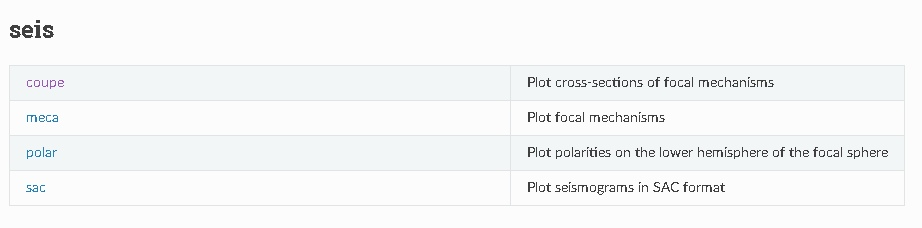 seis
coupe Plot cross-sections of focal mechanisms
meca Plot focal mechanisms
polar Plot polarities on the lower hemisphere of the focal sphere
sac Plot seismograms in SAC format